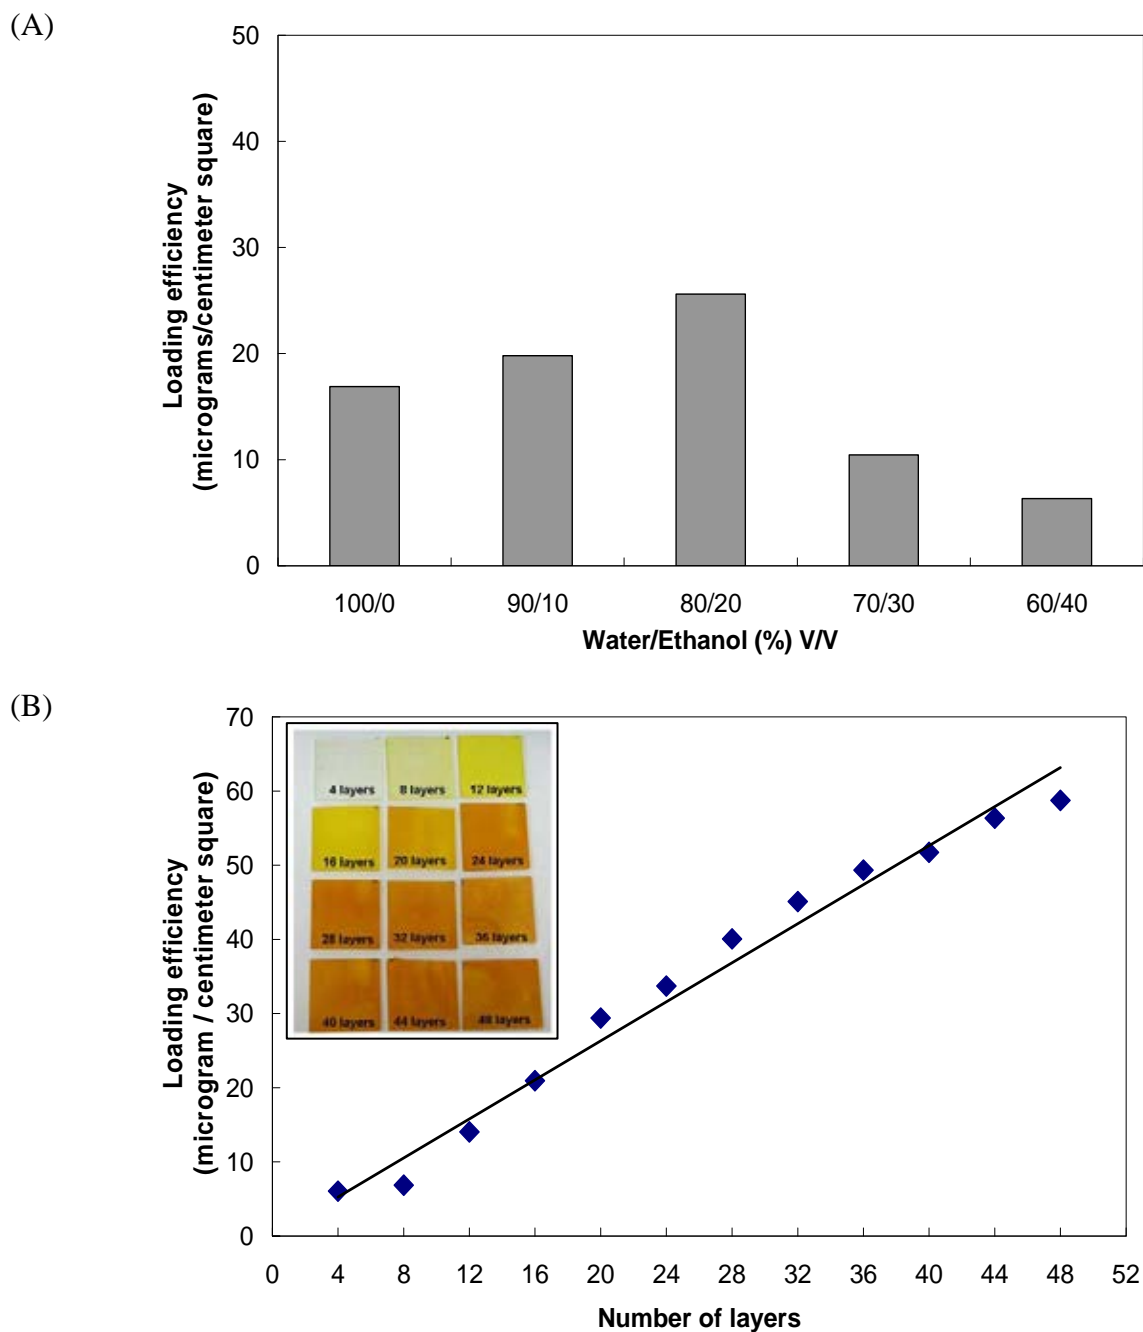 (A)
50
40
30
20
10
0
Loading efficiency
(micrograms/centimeter square)
100/0 90/10 80/20 70/30 60/40
Water/Ethanol (%) V/V
(B)
70
60
50
40
30
20
10
0
Loading efficiency
(microgram / centimeter square)
4 layers 8 layers 12 layers
16 layers 20 layers 24 layers
28 layers 32 layers 36 layers
40 layers 44 layers 48 layers
0 4 8 12 16 20 24 28 32 36 40 44 48 52
Number of layers